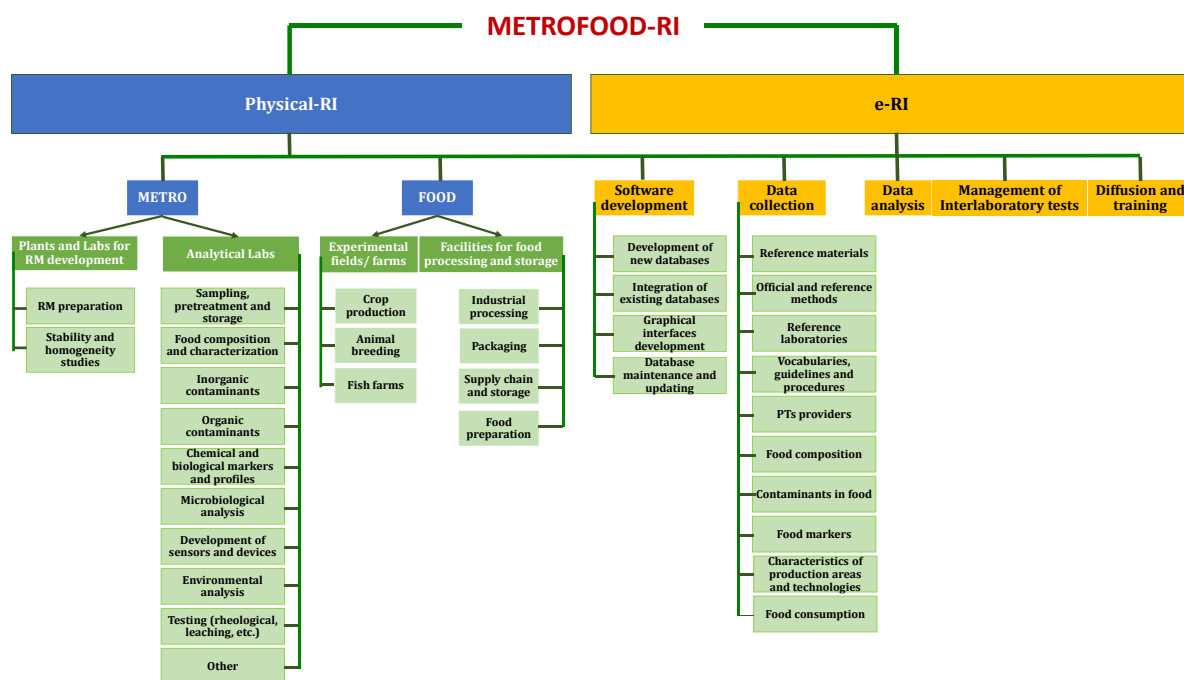 METROFOOD-RI
Physical-RI
e-RI
METRO
FOOD
Software
development
Data
collection
Data
analysis
Management of
Interlaboratory tests
Diffusion and
training
Plants and Labs for
RM development
Analytical Labs
Experimental
fields/ farms
Facilities for food
processing and storage
RM preparation
Stability and
homogeneity
studies
Sampling,
pretreatment and
storage
Food composition
and characterization
Inorganic
contaminants
Organic
contaminants
Chemical and
biological markers
and profiles
Microbiological
analysis
Development of
sensors and devices
Environmental
analysis
Testing (rheological,
leaching, etc.)
Other
Crop
production
Animal
breeding
Fish farms
Industrial
processing
Packaging
Supply chain
and storage
Food
preparation
Development of
new databases
Integration of
existing databases
Graphical
interfaces
development
Database
maintenance and
updating
Reference materials
Official and reference
methods
Reference
laboratories
Vocabularies,
guidelines and
procedures
PTs providers
Food composition
Contaminants in food
Food markers
Characteristics of
production areas
and technologies
Food consumption